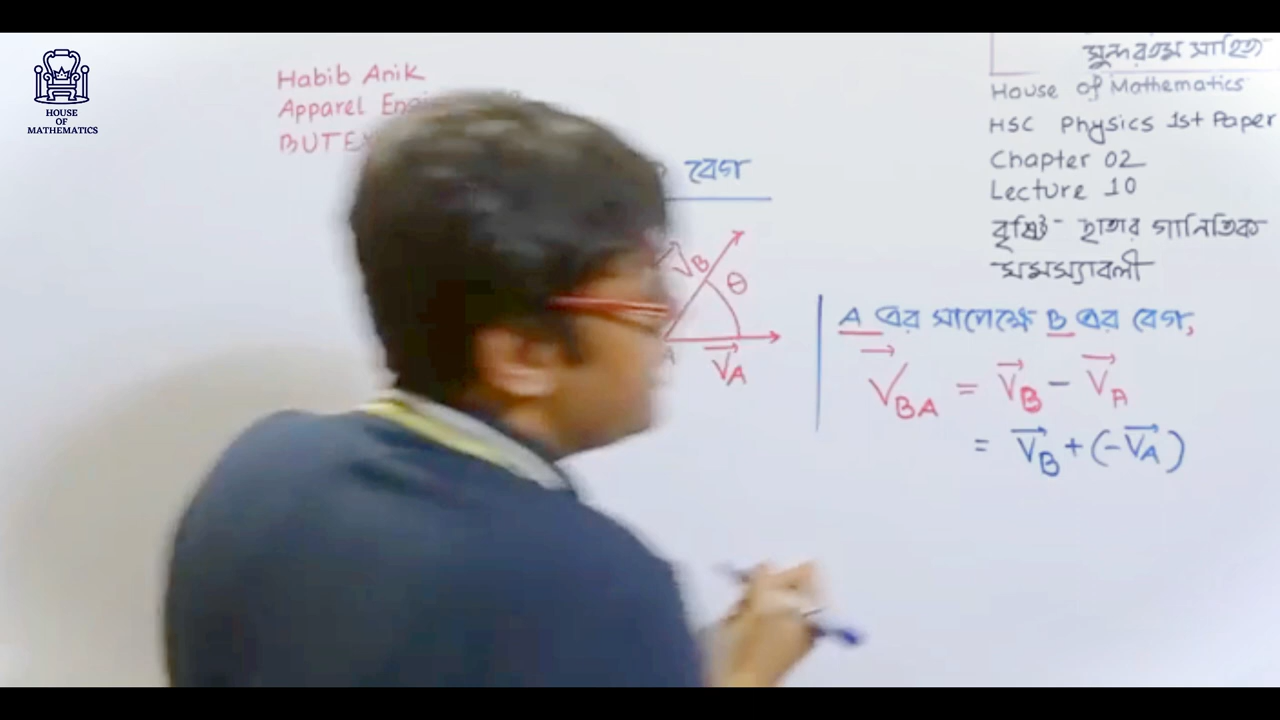 HOUSE
OF
MATHEMATICS
Habib Anik
Apparel
BUTEX
বেগ
V⃗B
θ
A
V⃗A
সুন্দরতম সাহিত্য
House of Mathematics
HSC Physics 1st Paper
Chapter 02
Lecture 10
বৃষ্টি - ছাতার গানিতিক
সমস্যাবলী
A এর সাপেক্ষে B এর বেগ,
V⃗BA = V⃗B - V⃗A
= V⃗B + (-V⃗A)